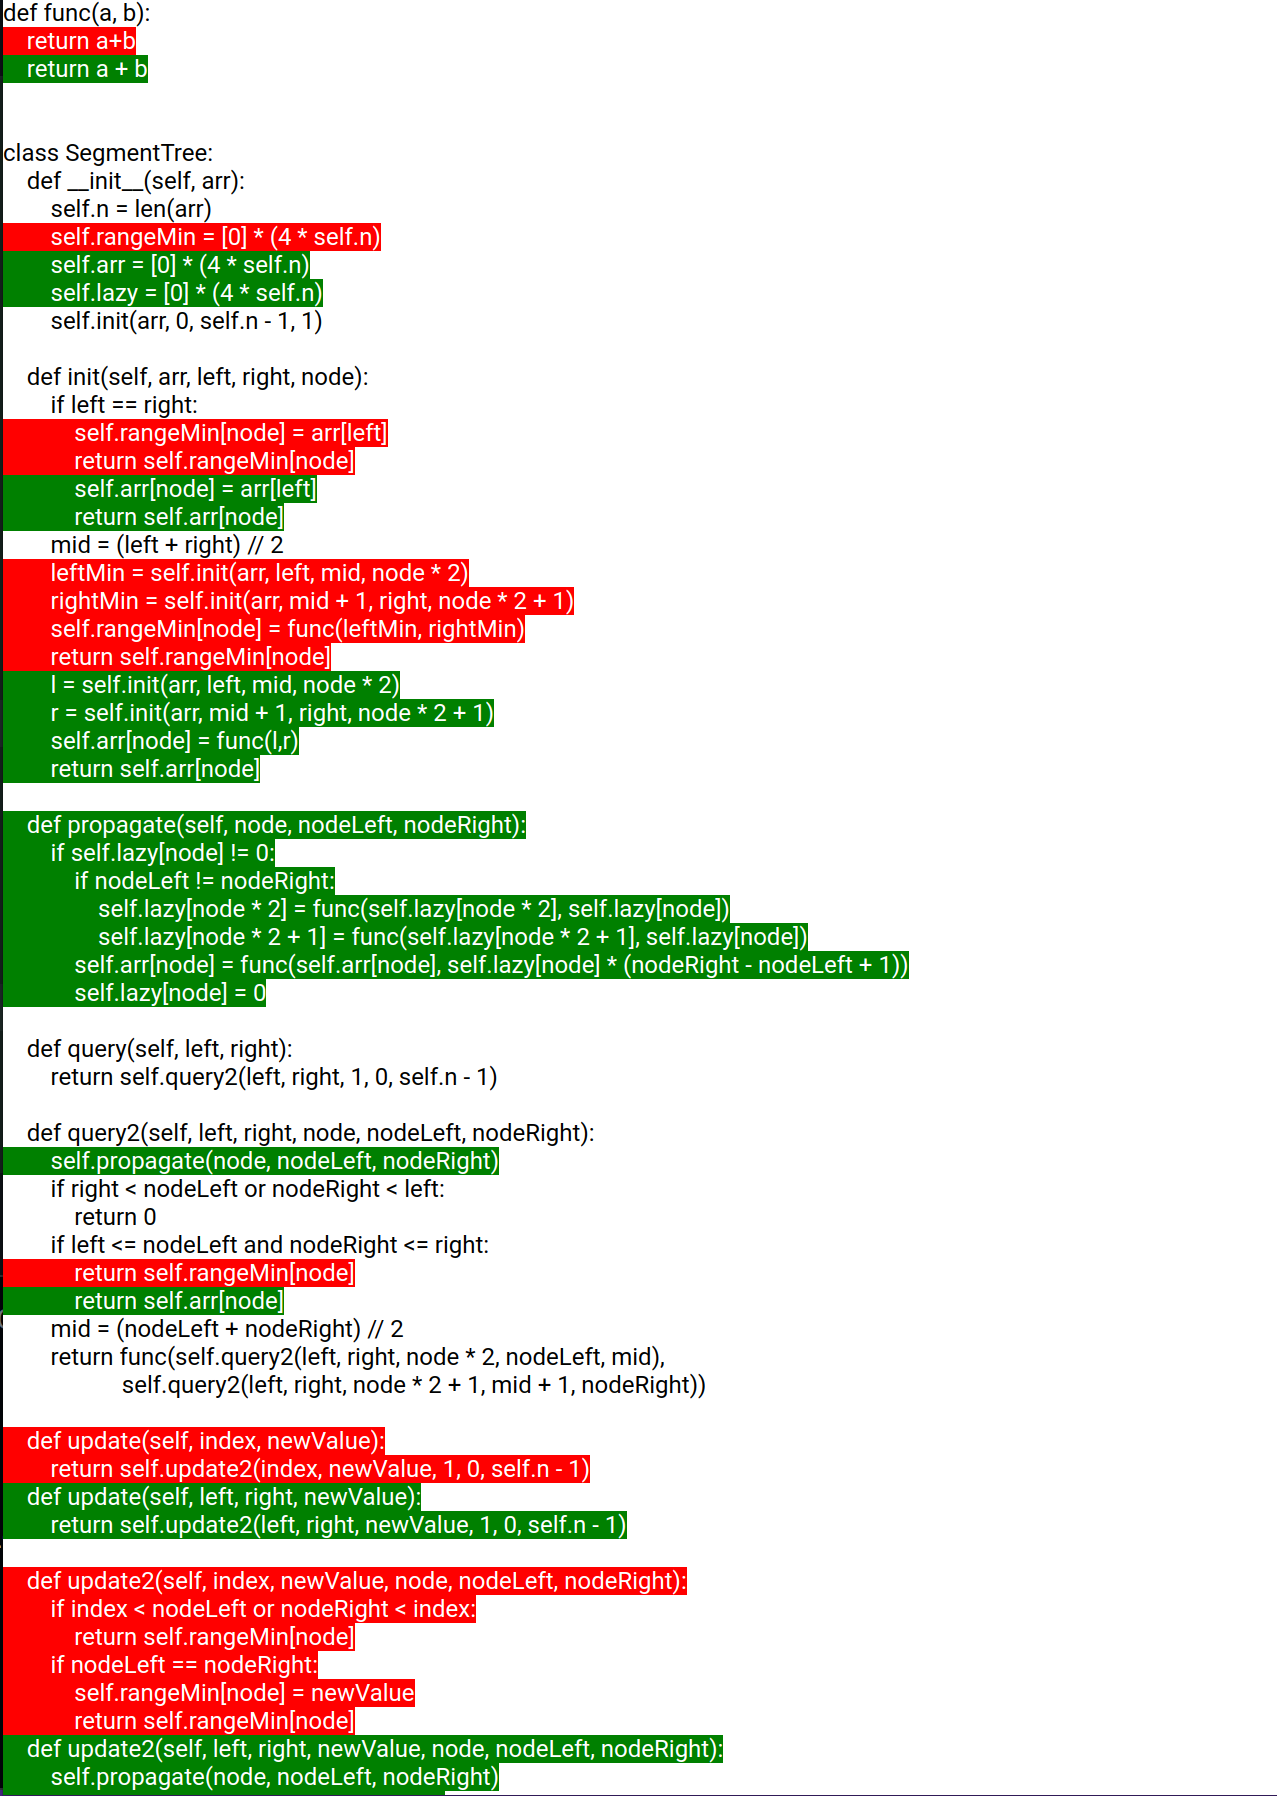 def func(a, b):
    return a+b
    return a + b
class SegmentTree:
    def __init__(self, arr):
        self.n = len(arr)
        self.rangeMin = [0] * (4 * self.n)
        self.arr = [0] * (4 * self.n)
        self.lazy = [0] * (4 * self.n)
        self.init(arr, 0, self.n - 1, 1)
    def init(self, arr, left, right, node):
        if left == right:
            self.rangeMin[node] = arr[left]
            return self.rangeMin[node]
            self.arr[node] = arr[left]
            return self.arr[node]
        mid = (left + right) // 2
        leftMin = self.init(arr, left, mid, node * 2)
        rightMin = self.init(arr, mid + 1, right, node * 2 + 1)
        self.rangeMin[node] = func(leftMin, rightMin)
        return self.rangeMin[node]
        l = self.init(arr, left, mid, node * 2)
        r = self.init(arr, mid + 1, right, node * 2 + 1)
        self.arr[node] = func(l,r)
        return self.arr[node]
    def propagate(self, node, nodeLeft, nodeRight):
        if self.lazy[node] != 0:
            if nodeLeft != nodeRight:
                self.lazy[node * 2] = func(self.lazy[node * 2], self.lazy[node])
                self.lazy[node * 2 + 1] = func(self.lazy[node * 2 + 1], self.lazy[node])
            self.arr[node] = func(self.arr[node], self.lazy[node] * (nodeRight - nodeLeft + 1))
            self.lazy[node] = 0
    def query(self, left, right):
        return self.query2(left, right, 1, 0, self.n - 1)
    def query2(self, left, right, node, nodeLeft, nodeRight):
        self.propagate(node, nodeLeft, nodeRight)
        if right < nodeLeft or nodeRight < left:
            return 0
        if left <= nodeLeft and nodeRight <= right:
            return self.rangeMin[node]
            return self.arr[node]
        mid = (nodeLeft + nodeRight) // 2
        return func(self.query2(left, right, node * 2, nodeLeft, mid),
                    self.query2(left, right, node * 2 + 1, mid + 1, nodeRight))
    def update(self, index, newValue):
        return self.update2(index, newValue, 1, 0, self.n - 1)
    def update(self, left, right, newValue):
        return self.update2(left, right, newValue, 1, 0, self.n - 1)
    def update2(self, index, newValue, node, nodeLeft, nodeRight):
        if index < nodeLeft or nodeRight < index:
            return self.rangeMin[node]
        if nodeLeft == nodeRight:
            self.rangeMin[node] = newValue
            return self.rangeMin[node]
    def update2(self, left, right, newValue, node, nodeLeft, nodeRight):
        self.propagate(node, nodeLeft, nodeRight)